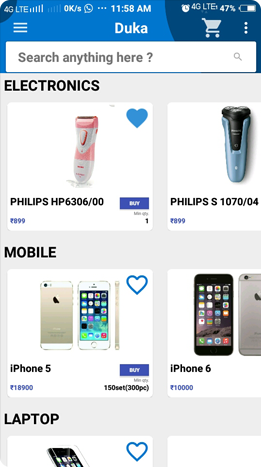 4G LTE 0K/s ... 11:58 AM 4G LTE 47%
Duka
Search anything here ?
ELECTRONICS
PHILIPS HP6306/00 BUY
Min qty.
₹899 1
PHILIPS S 1070/04
₹899
MOBILE
iPhone 5 BUY
Min qty.
₹18900 150set(300pc)
iPhone 6
₹10000
LAPTOP